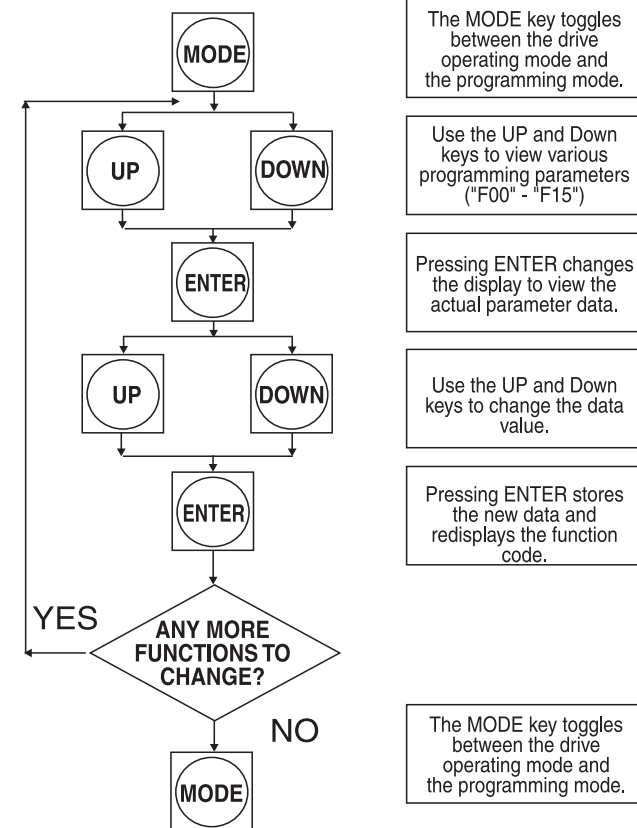 MODE
The MODE key toggles
between the drive
operating mode and
the programming mode.
UP
DOWN
Use the UP and Down
keys to view various
programming parameters
("F00" - "F15")
ENTER
Pressing ENTER changes
the display to view the
actual parameter data.
UP
DOWN
Use the UP and Down
keys to change the data
value.
ENTER
Pressing ENTER stores
the new data and
redisplays the function
code.
YES
ANY MORE
FUNCTIONS TO
CHANGE?
NO
MODE
The MODE key toggles
between the drive
operating mode and
the programming mode.